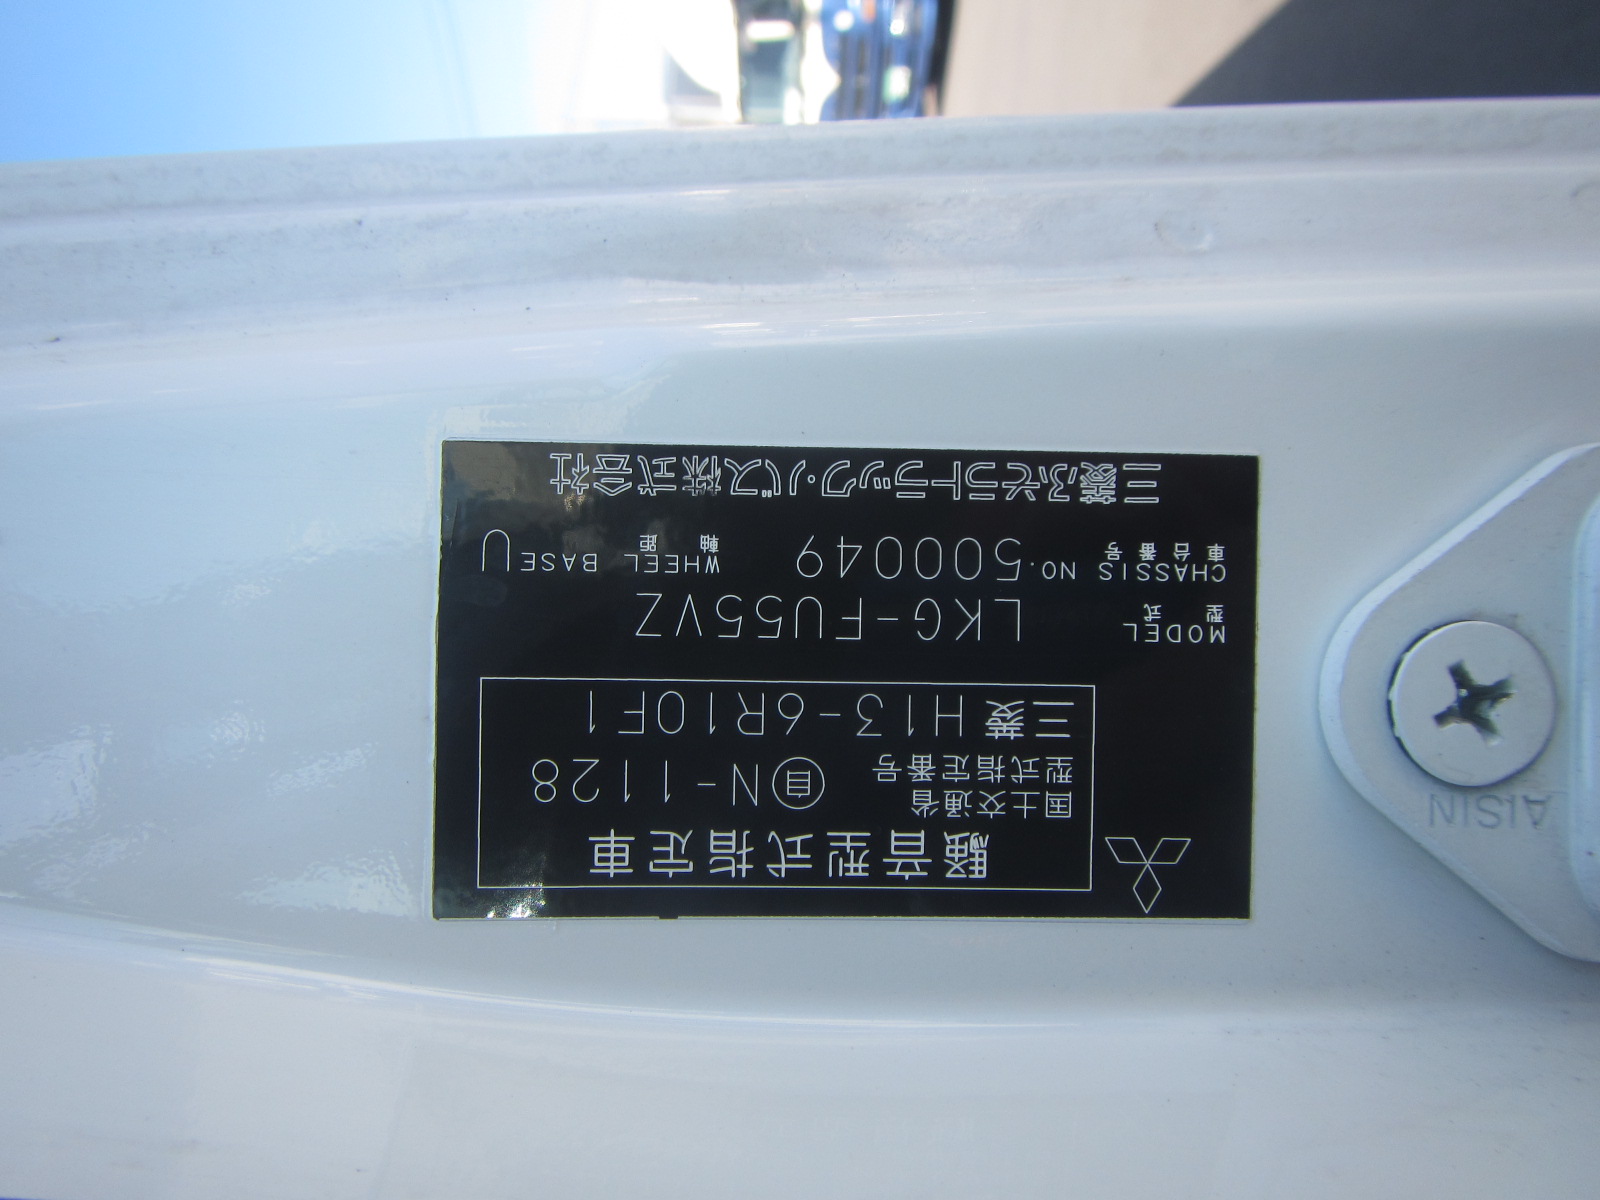 騒音型式指定車
国土交通省
型式指定番号 自N-1128
三菱 H13-6R10F1
MODEL 型式 LKG-FU55VZ
CHASSIS NO. 車台番号 500049 WHEEL BASE 軸距 U
三菱ふそうトラック・バス株式会社
AISIN